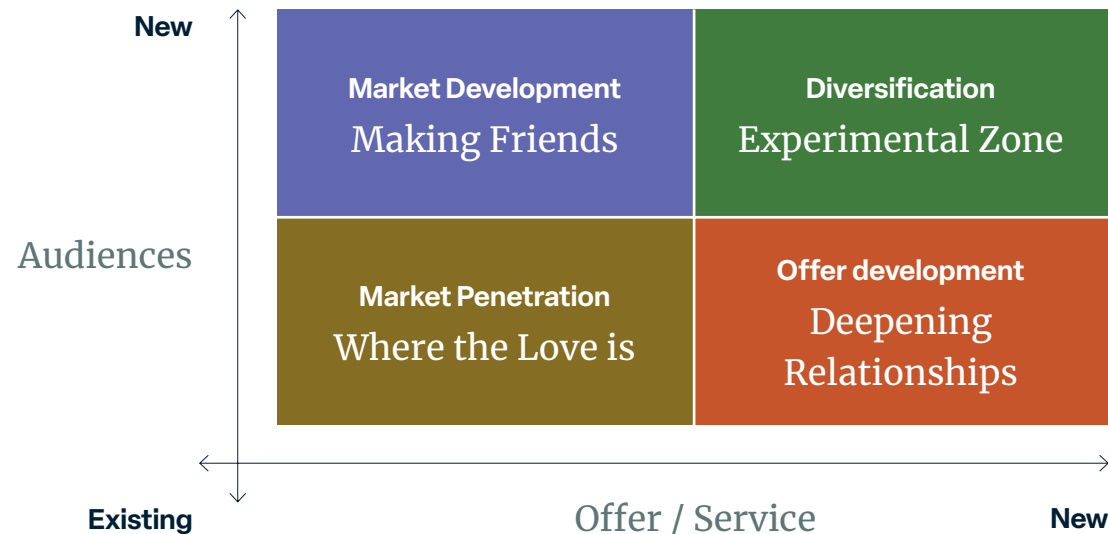 New
Market Development
Making Friends
Diversification
Experimental Zone
Audiences
Market Penetration
Where the Love is
Offer development
Deepening
Relationships
Existing
Offer / Service
New